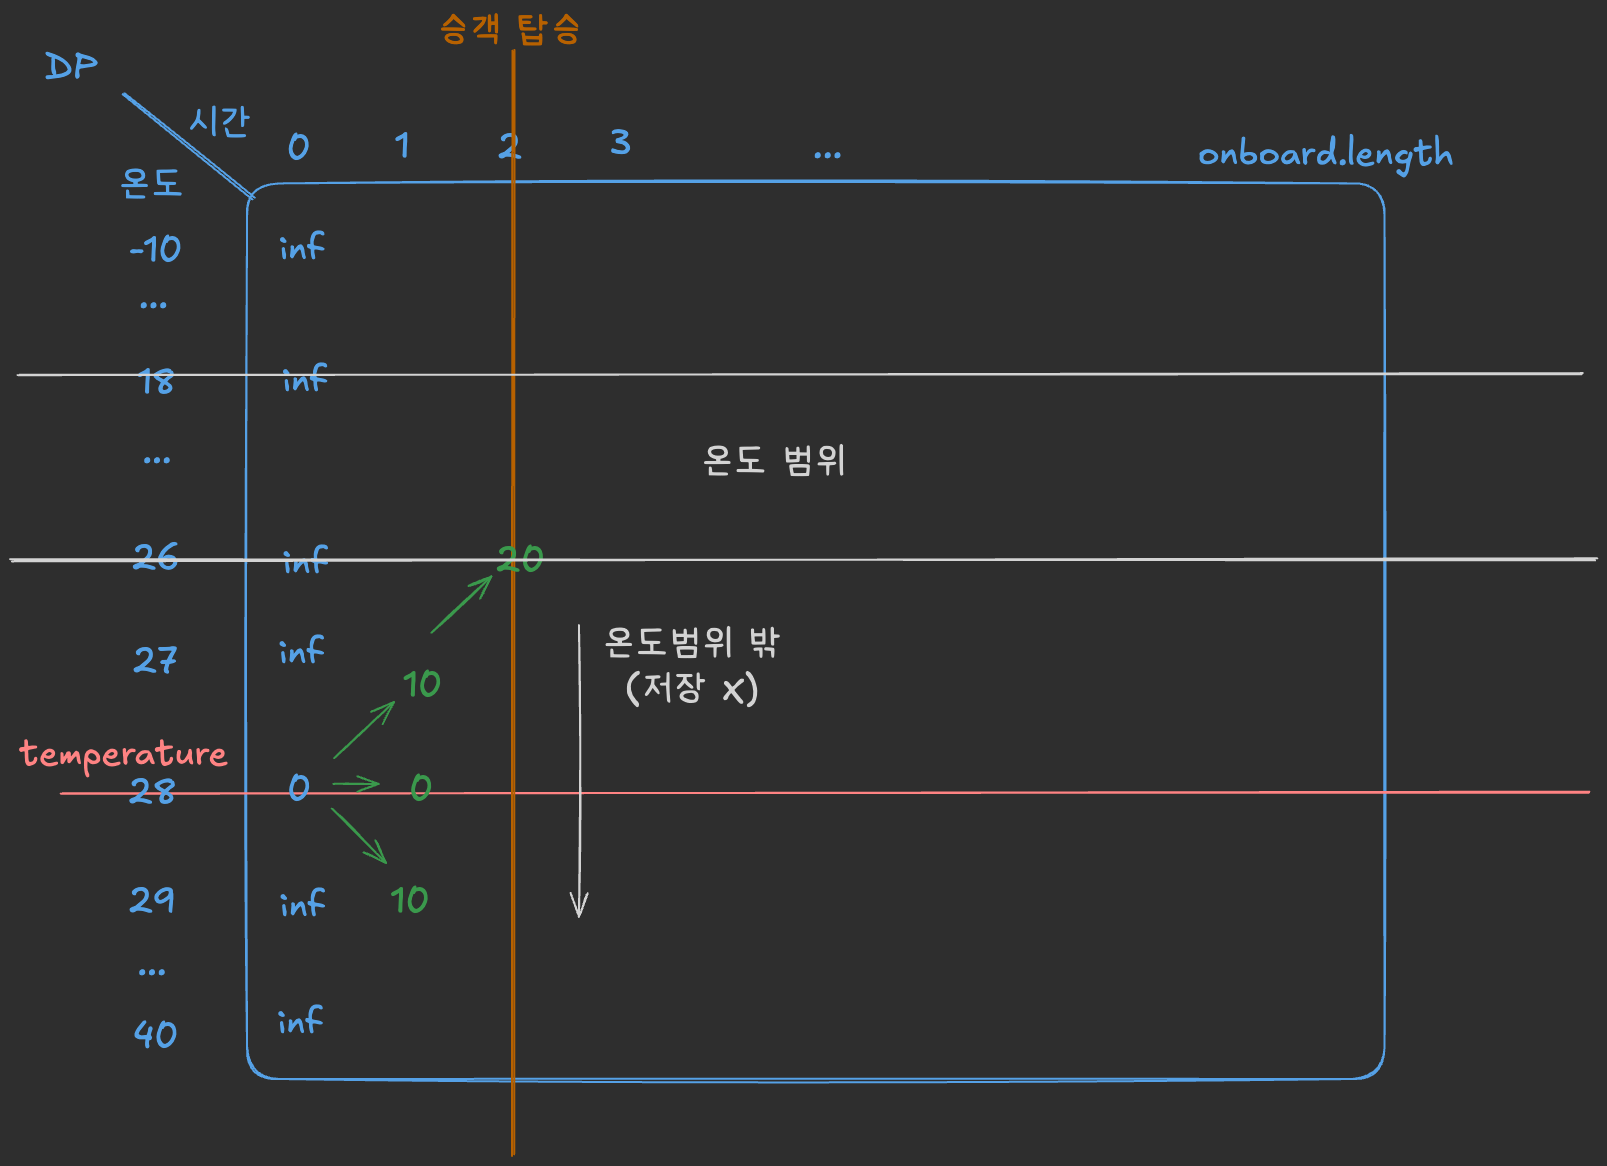 승객 탑승
DP
시간
0 1 2 3 ... onboard.length
온도
-10 inf
...
18 inf
... 온도 범위
26 inf 20
27 inf 온도범위 밖
10 (저장 X)
temperature
28 0 0
29 inf 10
...
40 inf